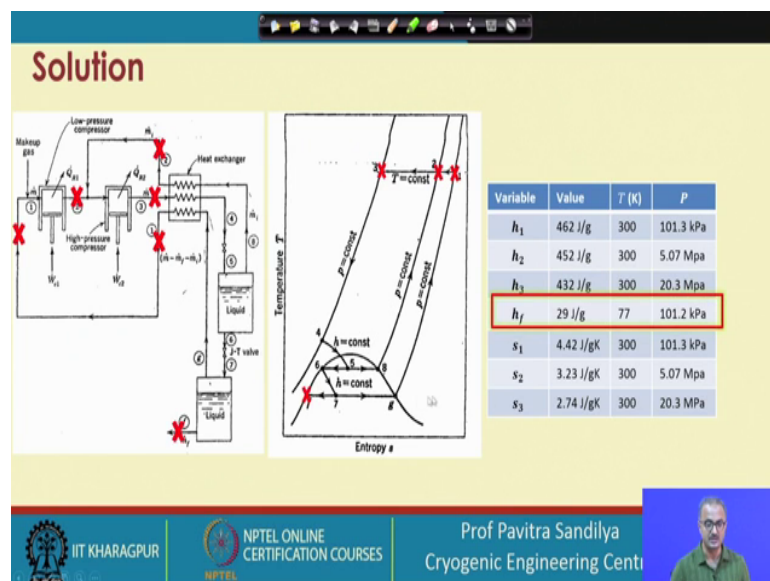 Solution
Low-pressure
compressor
Makeup
gas
Heat exchanger
High-pressure
compressor
Liquid
J-T valve
Liquid
Temperature T
T=const
p=const
p=const
p=const
h=const
h=const
Entropy s
Variable Value T (K) P
h₁ 462 J/g 300 101.3 kPa
h₂ 452 J/g 300 5.07 Mpa
h₃ 432 J/g 300 20.3 Mpa
h_f 29 J/g 77 101.2 kPa
s₁ 4.42 J/gK 300 101.3 kPa
s₂ 3.23 J/gK 300 5.07 MPa
s₃ 2.74 J/gK 300 20.3 MPa
IIT KHARAGPUR
NPTEL
NPTEL ONLINE
CERTIFICATION COURSES
Prof Pavitra Sandilya
Cryogenic Engineering Cent